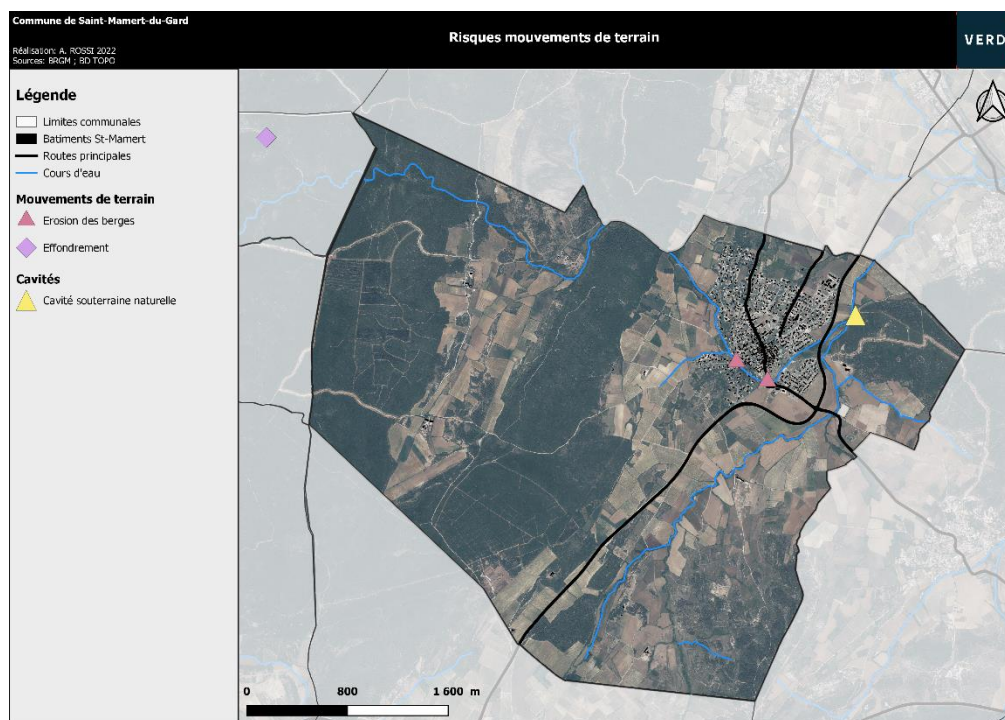 Commune de Saint-Mamert-du-Gard
Réalisation: A. ROSSI 2022
Sources: BRGM ; BD TOPO
Risques mouvements de terrain
VERD
Légende
Limites communales
Batiments St-Mamert
Routes principales
Cours d'eau
Mouvements de terrain
Erosion des berges
Effondrement
Cavités
Cavité souterraine naturelle
0 800 1 600 m